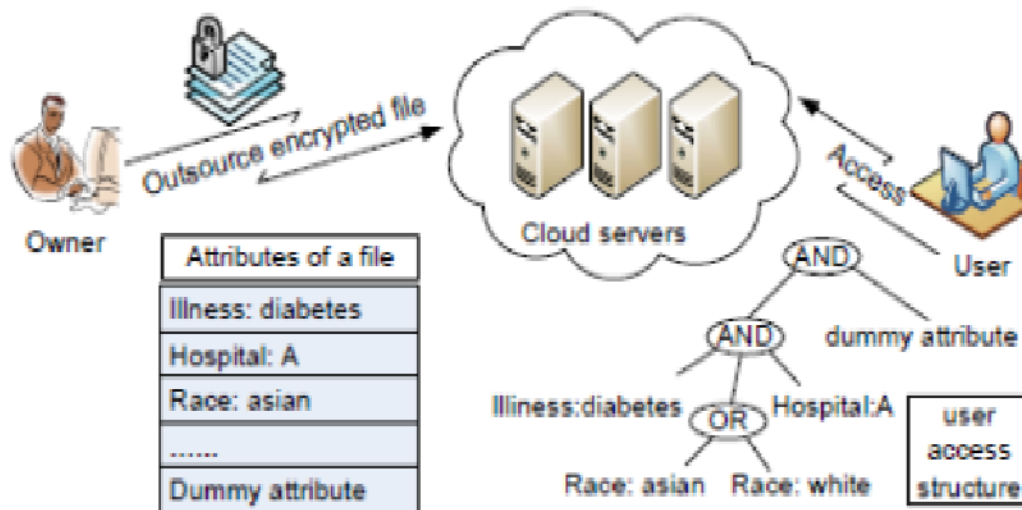 Outsource encrypted file
Owner
Cloud servers
Access
User
Attributes of a file
Illness: diabetes
Hospital: A
Race: asian
......
Dummy attribute
AND
AND
dummy attribute
Illiness:diabetes
OR
Hospital:A
Race: asian
Race: white
user
access
structure